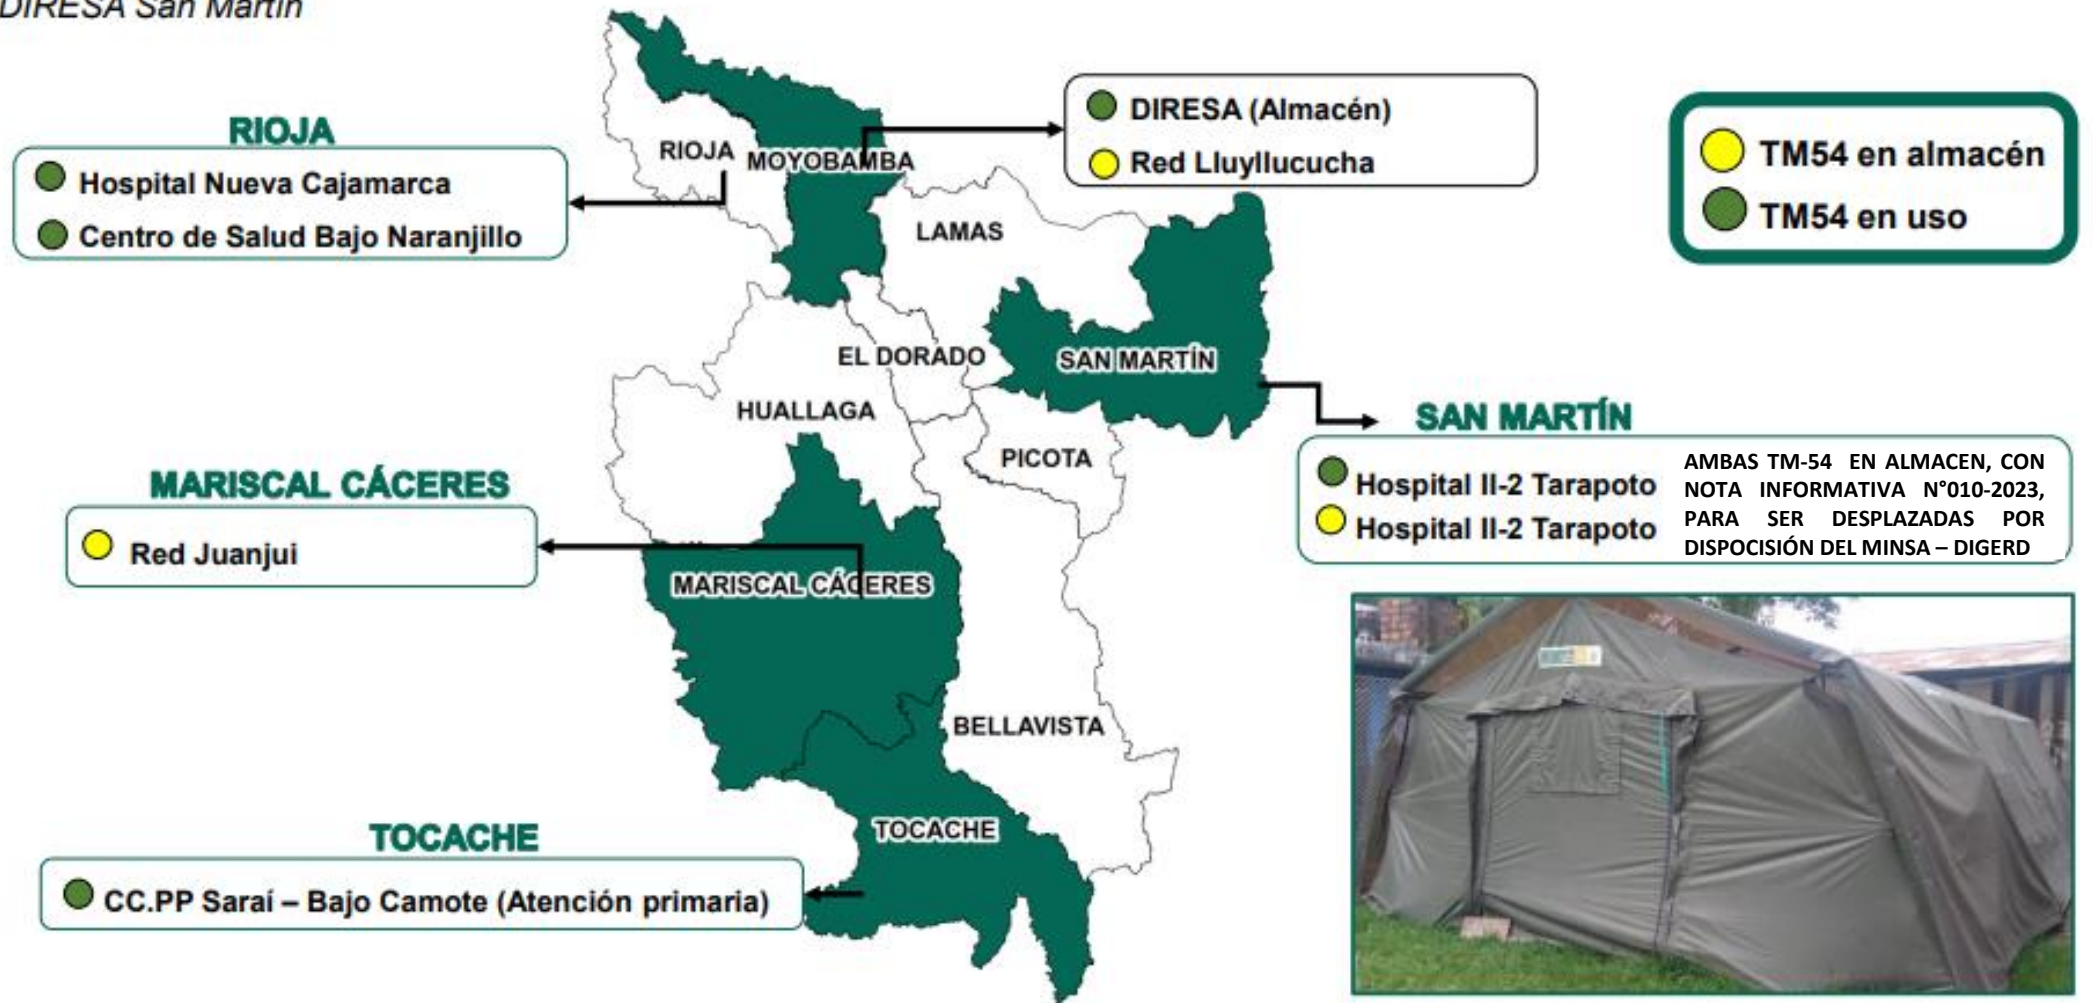 DIRESA San Martín
RIOJA
Hospital Nueva Cajamarca
Centro de Salud Bajo Naranjillo
DIRESA (Almacén)
Red Lluyllucucha
TM54 en almacén
TM54 en uso
RIOJA
MOYOBAMBA
LAMAS
EL DORADO
SAN MARTÍN
HUALLAGA
PICOTA
MARISCAL CÁCERES
BELLAVISTA
TOCACHE
SAN MARTÍN
Hospital II-2 Tarapoto
Hospital II-2 Tarapoto
AMBAS TM-54 EN ALMACEN, CON
NOTA INFORMATIVA N°010-2023,
PARA SER DESPLAZADAS POR
DISPOCISIÓN DEL MINSA – DIGERD
MARISCAL CÁCERES
Red Juanjui
TOCACHE
CC.PP Saraí – Bajo Camote (Atención primaria)